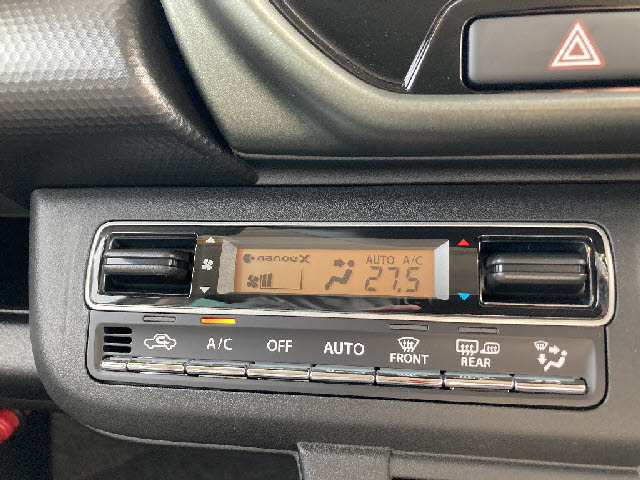 nanoeX
AUTO A/C
27.5
A/C
OFF
AUTO
FRONT
REAR